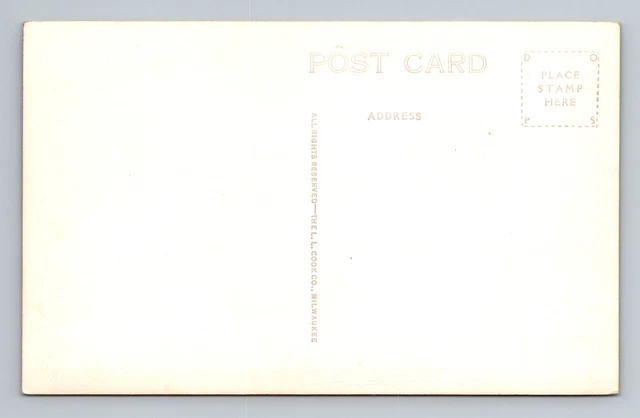 POST CARD
D O
PLACE
STAMP
HERE
P S
ADDRESS
ALL RIGHTS RESERVED—THE L. L. COOK CO., MILWAUKEE